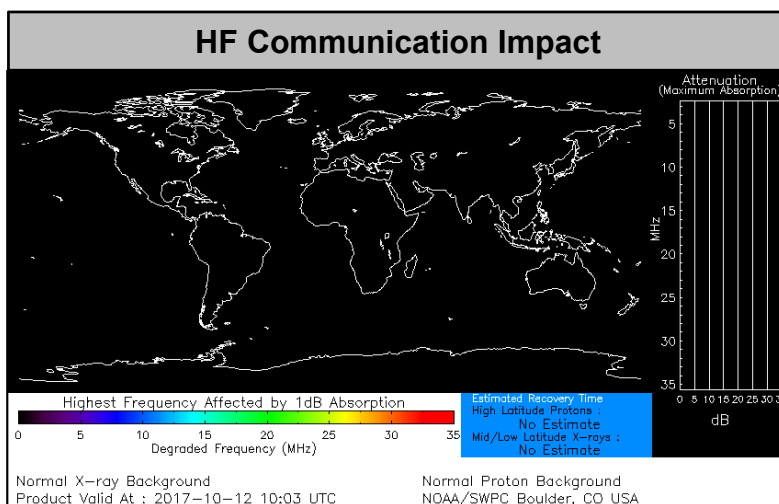 HF Communication Impact
Attenuation
(Maximum Absorption)
5
10
15
20
25
30
35
MHz
0 5 10 15 20 25 30
dB
Highest Frequency Affected by 1dB Absorption
0 5 10 15 20 25 30 35
Degraded Frequency (MHz)
Estimated Recovery Time
High Latitude Protons :
No Estimate
Mid/Low Latitude X-rays :
No Estimate
Normal X-ray Background
Product Valid At : 2017-10-12 10:03 UTC
Normal Proton Background
NOAA/SWPC Boulder, CO USA